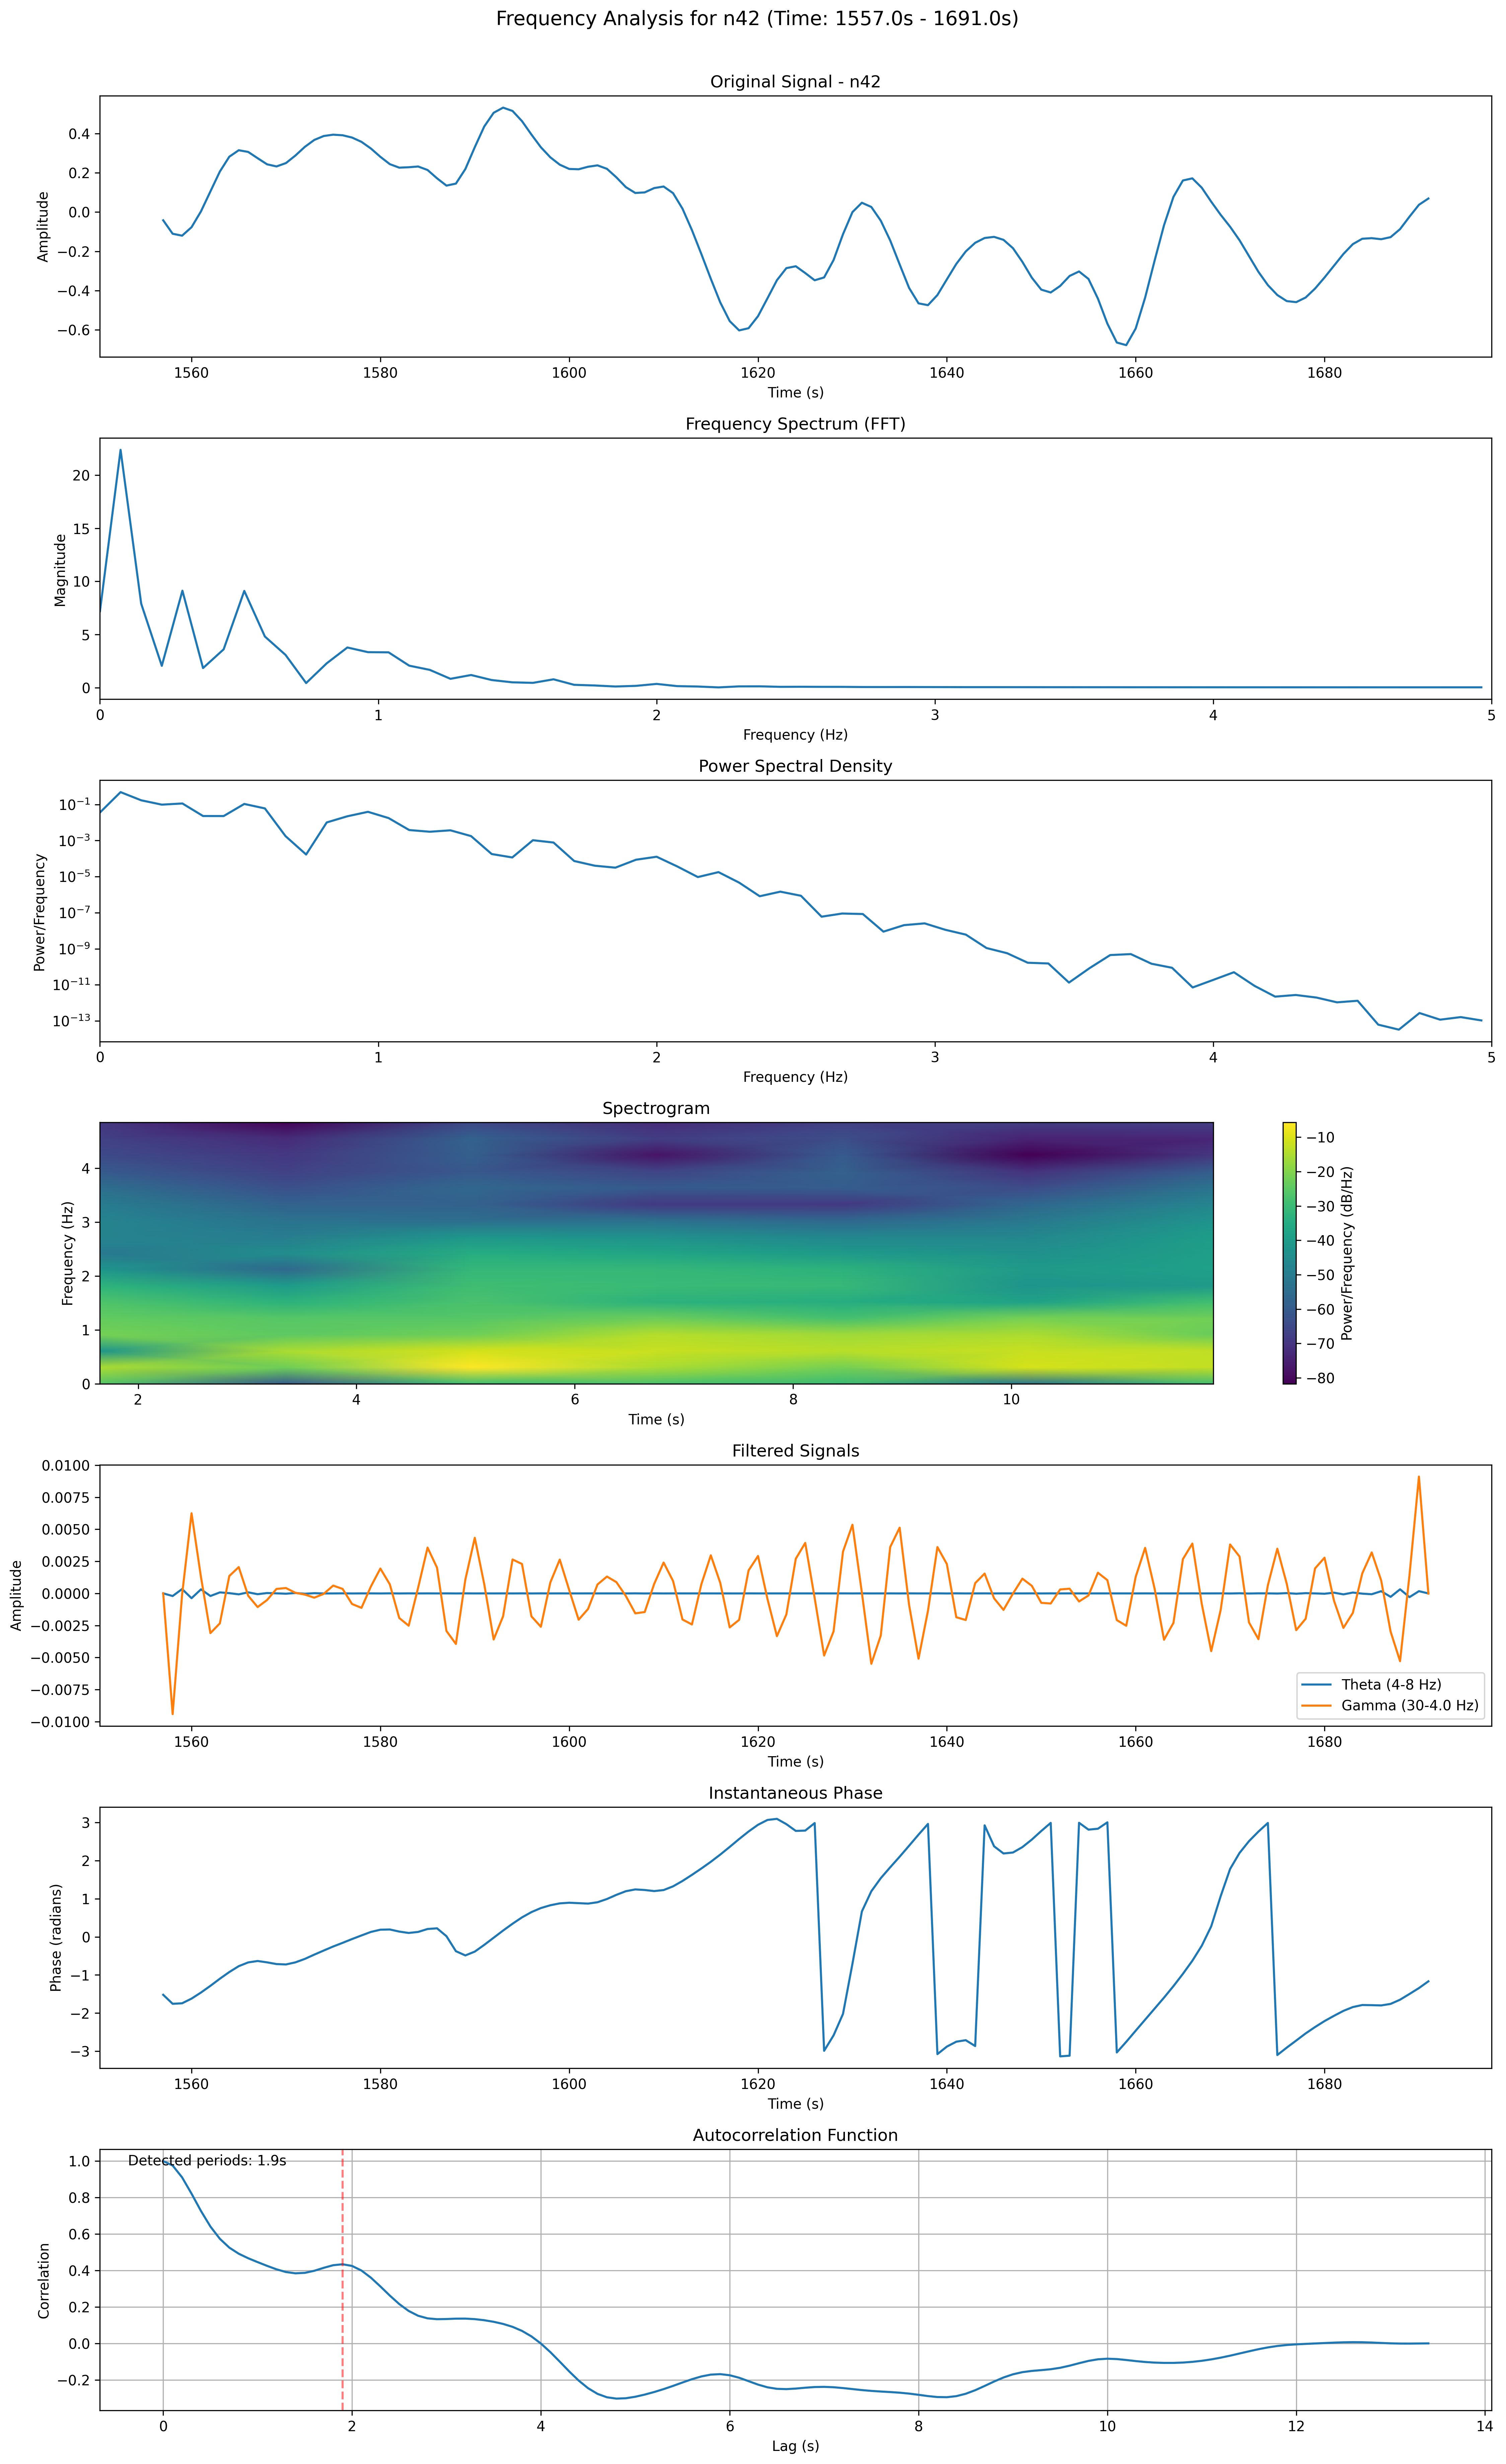 Frequency Analysis for n42 (Time: 1557.0s - 1691.0s)
Original Signal - n42
0.4
0.2
0.0
−0.2
−0.4
−0.6
Amplitude
1560 1580 1600 1620 1640 1660 1680
Time (s)
Frequency Spectrum (FFT)
20
15
10
5
0
Magnitude
0 1 2 3 4 5
Frequency (Hz)
Power Spectral Density
10⁻¹
10⁻³
10⁻⁵
10⁻⁷
10⁻⁹
10⁻¹¹
10⁻¹³
Power/Frequency
0 1 2 3 4 5
Frequency (Hz)
Spectrogram
4
3
2
1
0
Frequency (Hz)
2 4 6 8 10
Time (s)
−10
−20
−30
−40
−50
−60
−70
−80
Power/Frequency (dB/Hz)
Filtered Signals
0.0100
0.0075
0.0050
0.0025
0.0000
−0.0025
−0.0050
−0.0075
−0.0100
Amplitude
Theta (4-8 Hz)
Gamma (30-4.0 Hz)
1560 1580 1600 1620 1640 1660 1680
Time (s)
Instantaneous Phase
3
2
1
0
−1
−2
−3
Phase (radians)
1560 1580 1600 1620 1640 1660 1680
Time (s)
Autocorrelation Function
Detected periods: 1.9s
1.0
0.8
0.6
0.4
0.2
0.0
−0.2
Correlation
0 2 4 6 8 10 12 14
Lag (s)